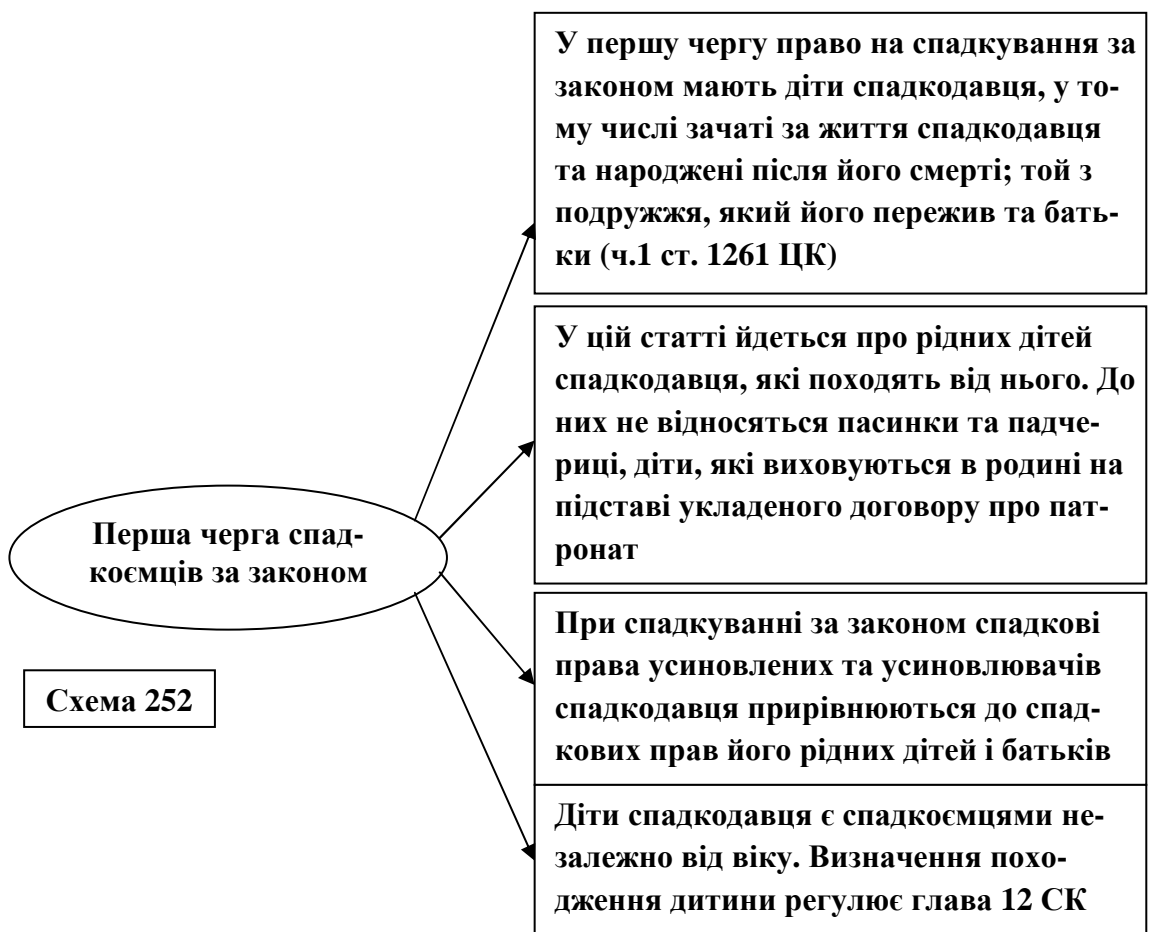 У першу чергу право на спадкування за
законом мають діти спадкодавця, у то-
му числі зачаті за життя спадкодавця
та народжені після його смерті; той з
подружжя, який його пережив та бать-
ки (ч.1 ст. 1261 ЦК)
У цій статті йдеться про рідних дітей
спадкодавця, які походять від нього. До
них не відносяться пасинки та падче-
риці, діти, які виховуються в родині на
підставі укладеного договору про пат-
ронат
Перша черга спад-
коємців за законом
При спадкуванні за законом спадкові
права усиновлених та усиновлювачів
спадкодавця прирівнюються до спад-
кових прав його рідних дітей і батьків
Схема 252
Діти спадкодавця є спадкоємцями не-
залежно від віку. Визначення похо-
дження дитини регулює глава 12 СК